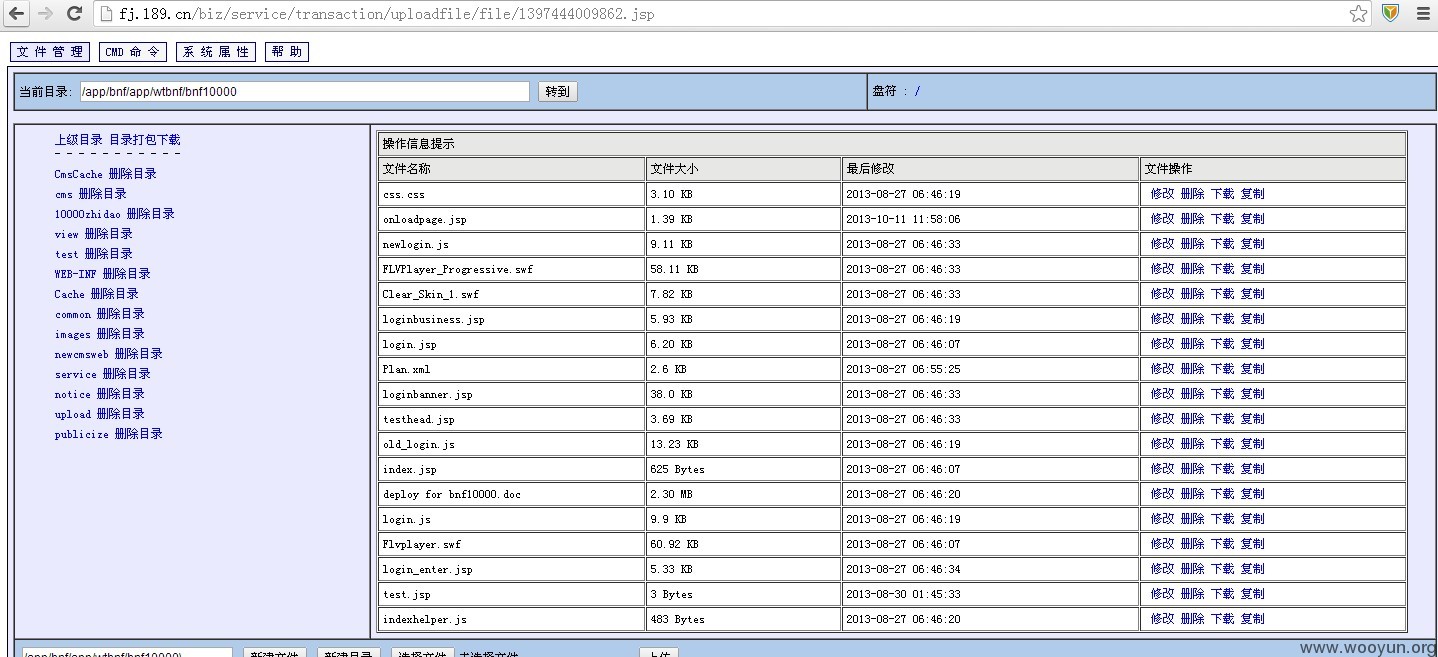 fj.189.cn/biz/service/transaction/uploadfile/file/1397444009862.jsp
文件管理 CMD 命令 系统属性 帮助
当前目录: /app/bnf/app/wtbnf/bnf10000 转到 盘符 : /
上级目录 目录打包下载
- - - - - - - - - - - -
CmsCache 删除目录
cms 删除目录
10000zhidao 删除目录
view 删除目录
test 删除目录
WEB-INF 删除目录
Cache 删除目录
common 删除目录
images 删除目录
newcmsweb 删除目录
service 删除目录
notice 删除目录
upload 删除目录
publicize 删除目录
操作信息提示
文件名称 文件大小 最后修改 文件操作
css.css 3.10 KB 2013-08-27 06:46:19 修改 删除 下载 复制
onloadpage.jsp 1.39 KB 2013-10-11 11:58:06 修改 删除 下载 复制
newlogin.js 9.11 KB 2013-08-27 06:46:33 修改 删除 下载 复制
FLVPlayer_Progressive.swf 58.11 KB 2013-08-27 06:46:33 修改 删除 下载 复制
Clear_Skin_1.swf 7.82 KB 2013-08-27 06:46:33 修改 删除 下载 复制
loginbusiness.jsp 5.93 KB 2013-08-27 06:46:19 修改 删除 下载 复制
login.jsp 6.20 KB 2013-08-27 06:46:07 修改 删除 下载 复制
Plan.xml 2.6 KB 2013-08-27 06:55:25 修改 删除 下载 复制
loginbanner.jsp 38.0 KB 2013-08-27 06:46:33 修改 删除 下载 复制
testhead.jsp 3.69 KB 2013-08-27 06:46:33 修改 删除 下载 复制
old_login.js 13.23 KB 2013-08-27 06:46:19 修改 删除 下载 复制
index.jsp 625 Bytes 2013-08-27 06:46:07 修改 删除 下载 复制
deploy for bnf10000.doc 2.30 MB 2013-08-27 06:46:20 修改 删除 下载 复制
login.js 9.9 KB 2013-08-27 06:46:19 修改 删除 下载 复制
Flvplayer.swf 60.92 KB 2013-08-27 06:46:07 修改 删除 下载 复制
login_enter.jsp 5.33 KB 2013-08-27 06:46:34 修改 删除 下载 复制
test.jsp 3 Bytes 2013-08-30 01:45:33 修改 删除 下载 复制
indexhelper.js 483 Bytes 2013-08-27 06:46:20 修改 删除 下载 复制
/app/bnf/app/wtbnf/bnf10000\ 新建文件 新建目录 选择文件 未选择文件 上传
www.wooyun.org